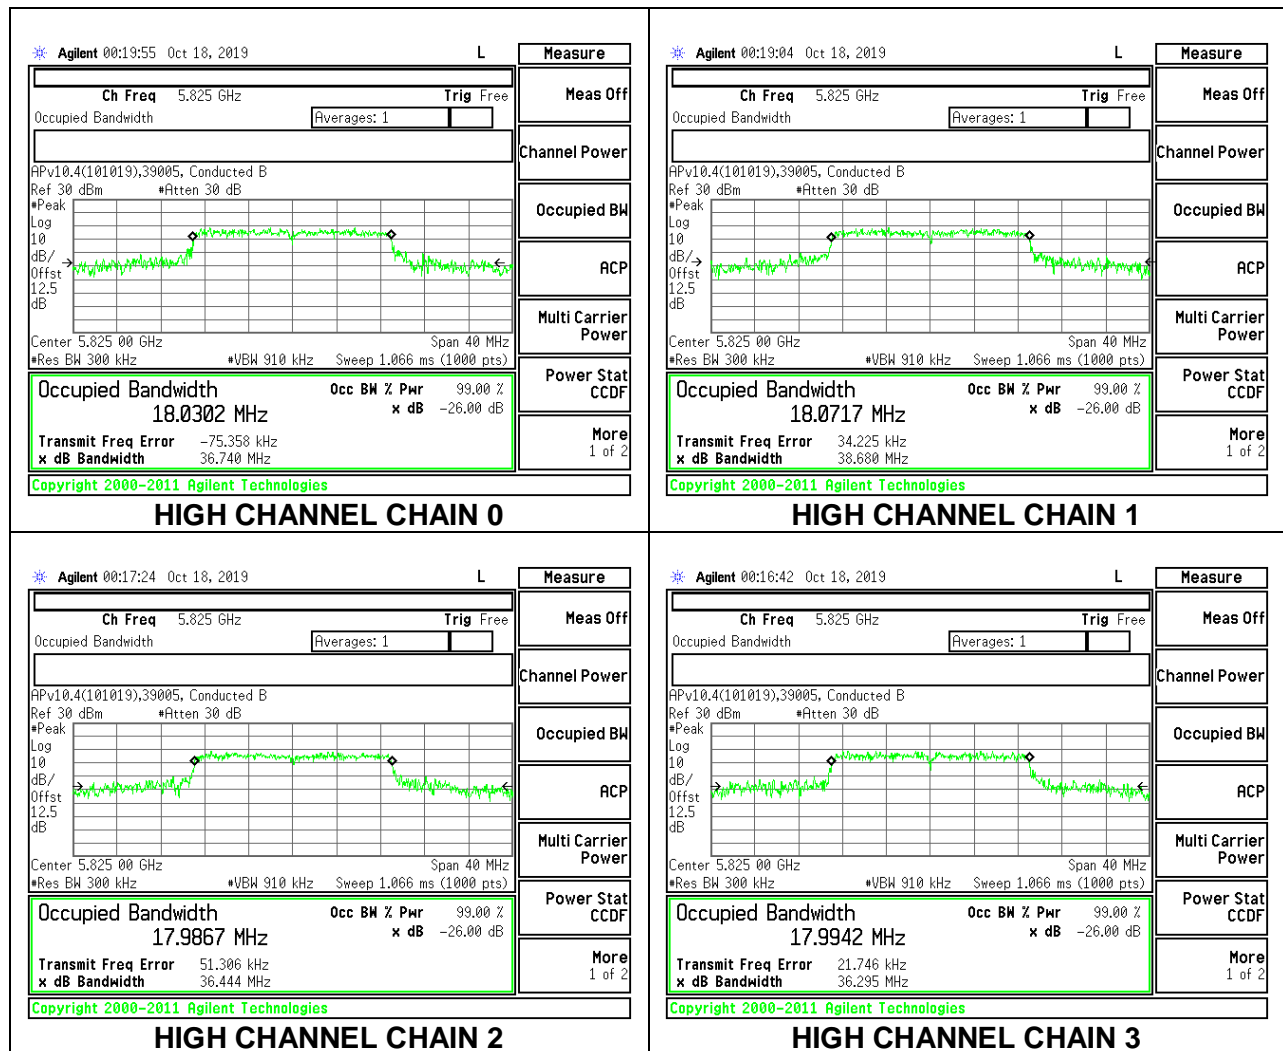 Agilent 00:19:55 Oct 18, 2019 L
Measure
Ch Freq 5.825 GHz Trig Free
Meas Off
Occupied Bandwidth Averages: 1
Channel Power
APv10.4(101019),39005, Conducted B
Ref 30 dBm #Atten 30 dB
#Peak
Occupied BW
Log
10
dB/
ACP
Offst
12.5
dB
Multi Carrier
Power
Center 5.825 00 GHz Span 40 MHz
#Res BW 300 kHz #VBW 910 kHz Sweep 1.066 ms (1000 pts)
Power Stat
CCDF
Occupied Bandwidth Occ BW % Pwr 99.00 %
18.0302 MHz x dB -26.00 dB
More
1 of 2
Transmit Freq Error -75.358 kHz
x dB Bandwidth 36.740 MHz
Copyright 2000-2011 Agilent Technologies
HIGH CHANNEL CHAIN 0
Agilent 00:19:04 Oct 18, 2019 L
Measure
Ch Freq 5.825 GHz Trig Free
Meas Off
Occupied Bandwidth Averages: 1
Channel Power
APv10.4(101019),39005, Conducted B
Ref 30 dBm #Atten 30 dB
#Peak
Occupied BW
Log
10
dB/
ACP
Offst
12.5
dB
Multi Carrier
Power
Center 5.825 00 GHz Span 40 MHz
#Res BW 300 kHz #VBW 910 kHz Sweep 1.066 ms (1000 pts)
Power Stat
CCDF
Occupied Bandwidth Occ BW % Pwr 99.00 %
18.0717 MHz x dB -26.00 dB
More
1 of 2
Transmit Freq Error 34.225 kHz
x dB Bandwidth 38.680 MHz
Copyright 2000-2011 Agilent Technologies
HIGH CHANNEL CHAIN 1
Agilent 00:17:24 Oct 18, 2019 L
Measure
Ch Freq 5.825 GHz Trig Free
Meas Off
Occupied Bandwidth Averages: 1
Channel Power
APv10.4(101019),39005, Conducted B
Ref 30 dBm #Atten 30 dB
#Peak
Occupied BW
Log
10
dB/
ACP
Offst
12.5
dB
Multi Carrier
Power
Center 5.825 00 GHz Span 40 MHz
#Res BW 300 kHz #VBW 910 kHz Sweep 1.066 ms (1000 pts)
Power Stat
CCDF
Occupied Bandwidth Occ BW % Pwr 99.00 %
17.9867 MHz x dB -26.00 dB
More
1 of 2
Transmit Freq Error 51.306 kHz
x dB Bandwidth 36.444 MHz
Copyright 2000-2011 Agilent Technologies
HIGH CHANNEL CHAIN 2
Agilent 00:16:42 Oct 18, 2019 L
Measure
Ch Freq 5.825 GHz Trig Free
Meas Off
Occupied Bandwidth Averages: 1
Channel Power
APv10.4(101019),39005, Conducted B
Ref 30 dBm #Atten 30 dB
#Peak
Occupied BW
Log
10
dB/
ACP
Offst
12.5
dB
Multi Carrier
Power
Center 5.825 00 GHz Span 40 MHz
#Res BW 300 kHz #VBW 910 kHz Sweep 1.066 ms (1000 pts)
Power Stat
CCDF
Occupied Bandwidth Occ BW % Pwr 99.00 %
17.9942 MHz x dB -26.00 dB
More
1 of 2
Transmit Freq Error 21.746 kHz
x dB Bandwidth 36.295 MHz
Copyright 2000-2011 Agilent Technologies
HIGH CHANNEL CHAIN 3